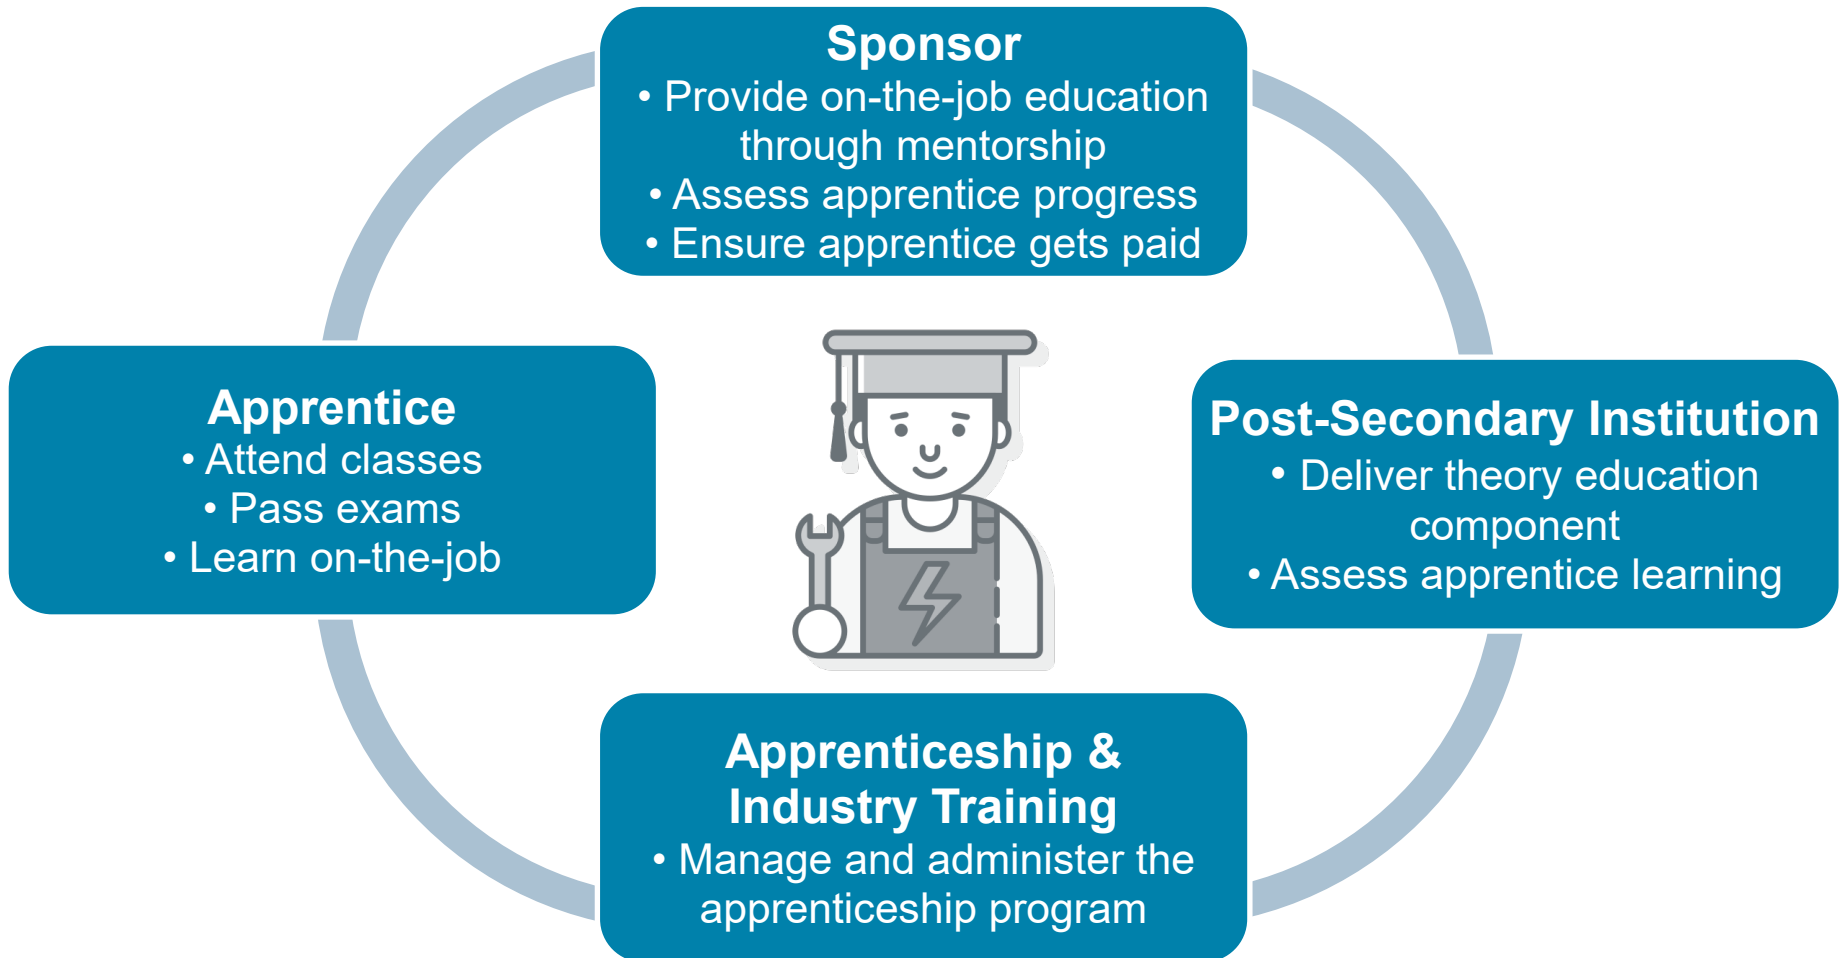 Sponsor
• Provide on-the-job education
through mentorship
• Assess apprentice progress
• Ensure apprentice gets paid
Apprentice
• Attend classes
• Pass exams
• Learn on-the-job
Post-Secondary Institution
• Deliver theory education
component
• Assess apprentice learning
Apprenticeship &
Industry Training
• Manage and administer the
apprenticeship program